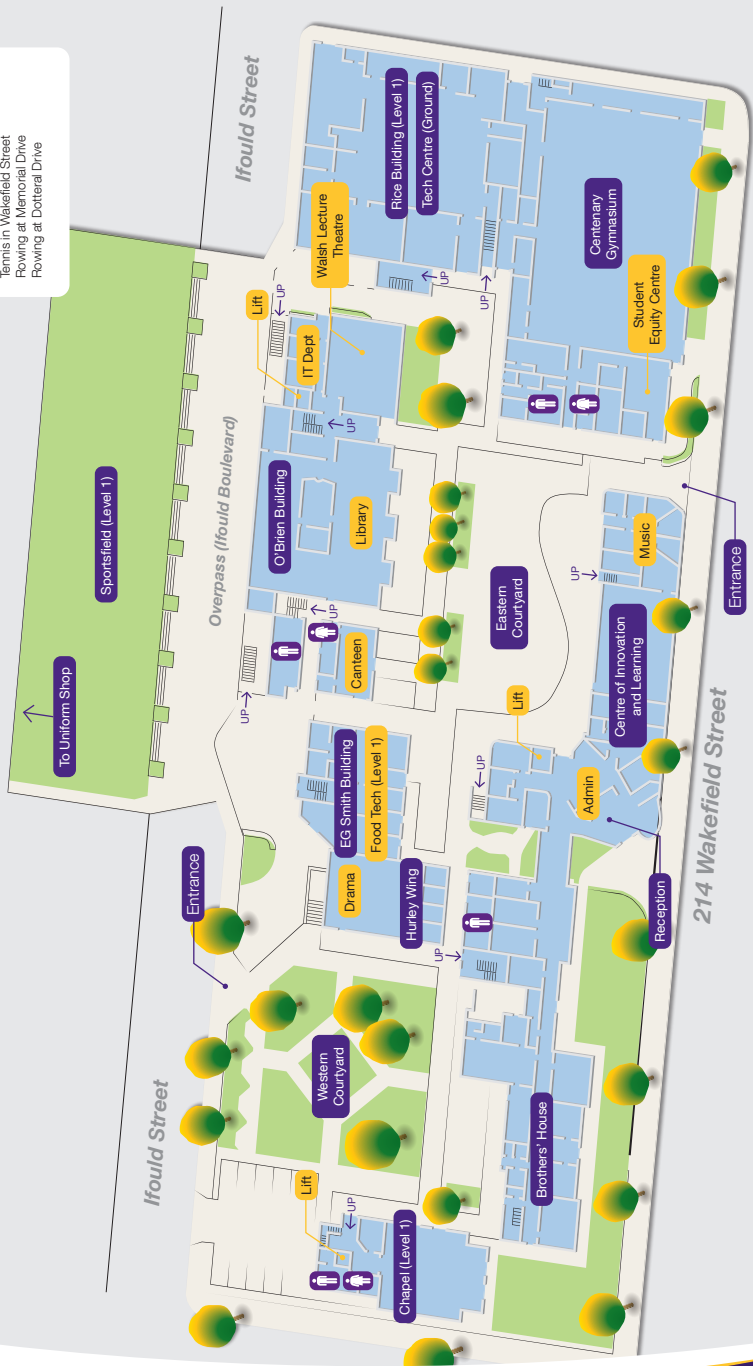 Tennis in Wakefield Street
Rowing at Memorial Drive
Rowing at Dotteral Drive
Ifould Street
Ifould Street
Overpass (Ifould Boulevard)
214 Wakefield Street
To Uniform Shop
Sportsfield (Level 1)
Entrance
Western
Courtyard
Lift
UP
Chapel (Level 1)
Brothers' House
Drama
Hurley Wing
EG Smith Building
Food Tech (Level 1)
UP
UP
Admin
Reception
Lift
UP
Canteen
UP
O'Brien Building
Library
UP
Lift
IT Dept
UP
Walsh Lecture
Theatre
Eastern
Courtyard
Centre of Innovation
and Learning
UP
Music
Entrance
Rice Building (Level 1)
Tech Centre (Ground)
UP
UP
Centenary
Gymnasium
Student
Equity Centre